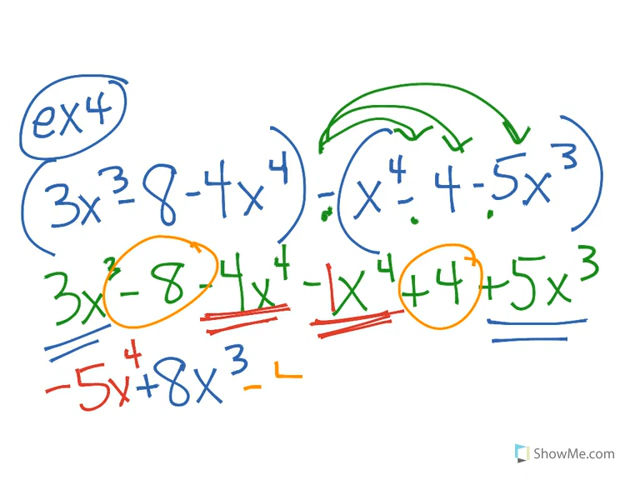 ex4
(3x³-8-4x⁴)-(x⁴-4-5x³)
3x³-8-4x⁴-1x⁴+4+5x³
-5x⁴+8x³-
ShowMe.com